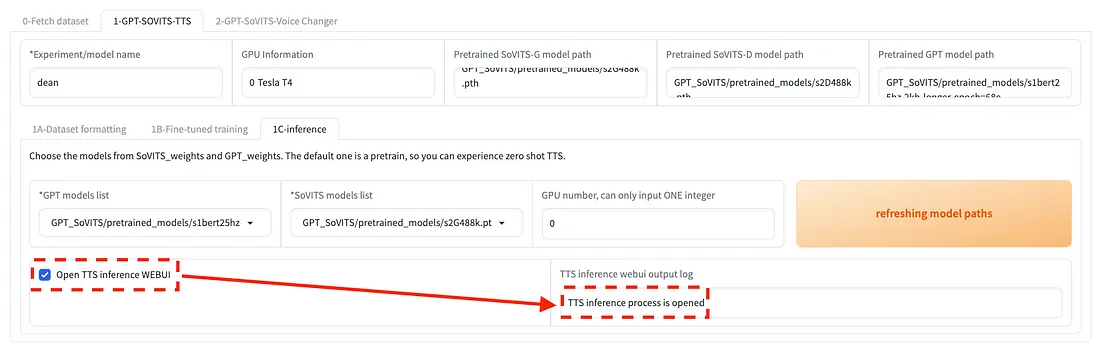 0-Fetch dataset
1-GPT-SOVITS-TTS
2-GPT-SoVITS-Voice Changer
*Experiment/model name
dean
GPU Information
0 Tesla T4
Pretrained SoVITS-G model path
GPT_SoVITS/pretrained_models/s2G488k
.pth
Pretrained SoVITS-D model path
GPT_SoVITS/pretrained_models/s2D488k
.pth
Pretrained GPT model path
GPT_SoVITS/pretrained_models/s1bert2
5hz-2kh-longer-epoch=68e
1A-Dataset formatting
1B-Fine-tuned training
1C-inference
Choose the models from SoVITS_weights and GPT_weights. The default one is a pretrain, so you can experience zero shot TTS.
*GPT models list
GPT_SoVITS/pretrained_models/s1bert25hz
*SoVITS models list
GPT_SoVITS/pretrained_models/s2G488k.pt
GPU number, can only input ONE integer
0
refreshing model paths
Open TTS inference WEBUI
TTS inference webui output log
TTS inference process is opened